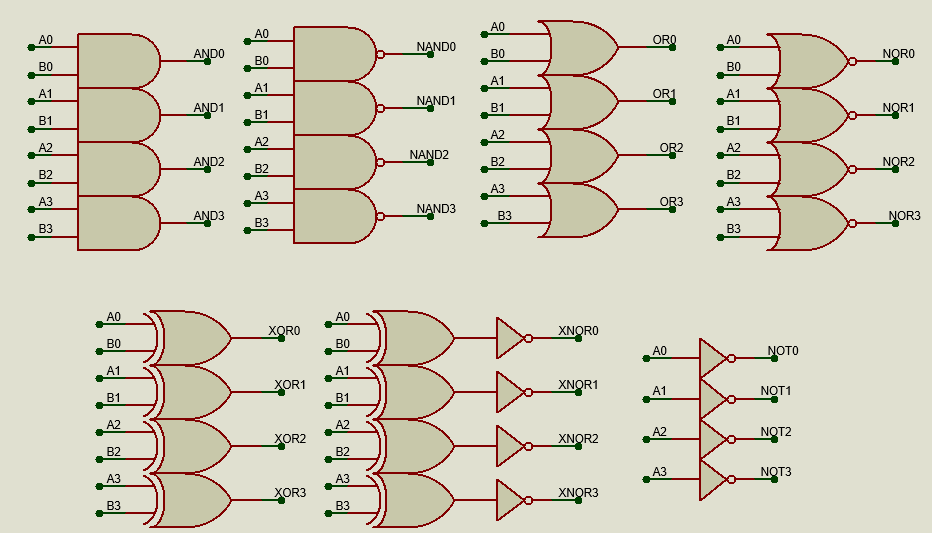 A0
B0
AND0
A1
B1
AND1
A2
B2
AND2
A3
B3
AND3
A0
B0
NAND0
A1
B1
NAND1
A2
B2
NAND2
A3
B3
NAND3
A0
B0
OR0
A1
B1
OR1
A2
B2
OR2
A3
B3
OR3
A0
B0
NOR0
A1
B1
NOR1
A2
B2
NOR2
A3
B3
NOR3
A0
B0
XOR0
A1
B1
XOR1
A2
B2
XOR2
A3
B3
XOR3
A0
B0
XNOR0
A1
B1
XNOR1
A2
B2
XNOR2
A3
B3
XNOR3
A0
NOT0
A1
NOT1
A2
NOT2
A3
NOT3